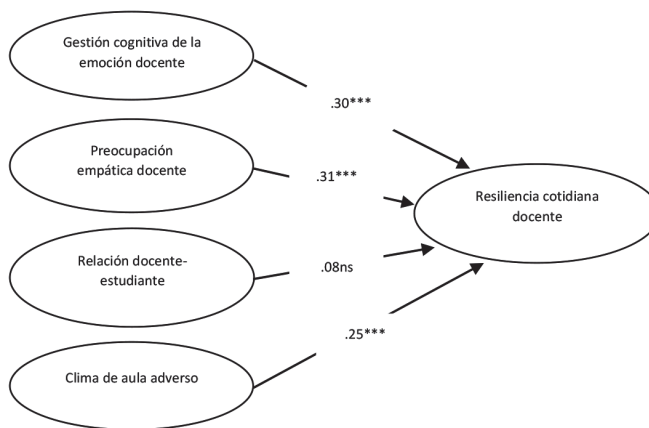 Gestión cognitiva de la
emoción docente
.30***
Preocupación
empática docente
.31***
Resiliencia cotidiana
docente
Relación docente-
estudiante
.08ns
.25***
Clima de aula adverso